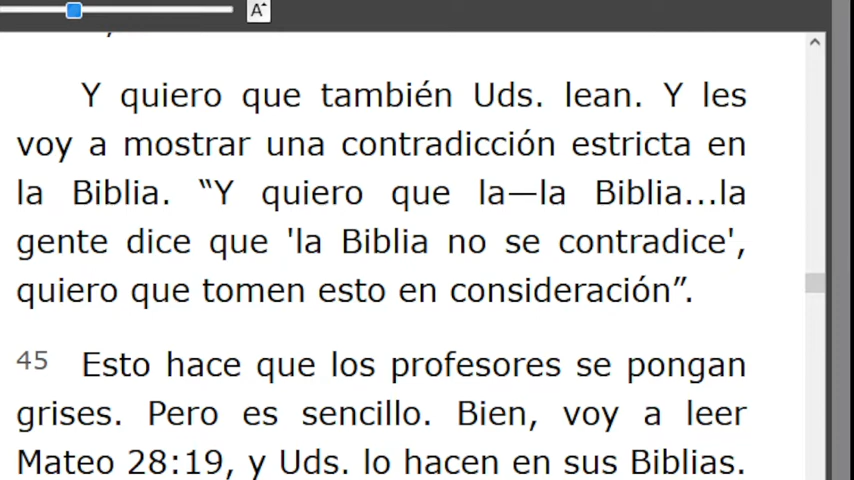 A
Y quiero que también Uds. lean. Y les
voy a mostrar una contradicción estricta en
la Biblia. “Y quiero que la—la Biblia...la
gente dice que 'la Biblia no se contradice',
quiero que tomen esto en consideración”.
45 Esto hace que los profesores se pongan
grises. Pero es sencillo. Bien, voy a leer
Mateo 28:19, y Uds. lo hacen en sus Biblias.